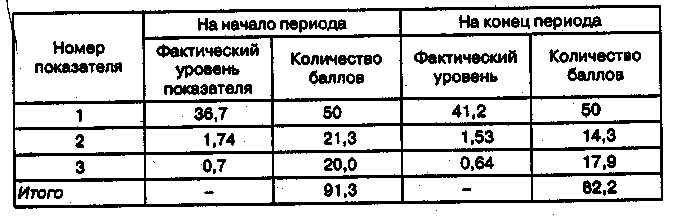 Номер показателя | На начало периода | На конец периода
Фактический уровень показателя | Количество баллов | Фактический уровень | Количество баллов
1 | 36,7 | 50 | 41,2 | 50
2 | 1,74 | 21,3 | 1,53 | 14,3
3 | 0,7 | 20,0 | 0,64 | 17,9
Итого | – | 91,3 | – | 82,2